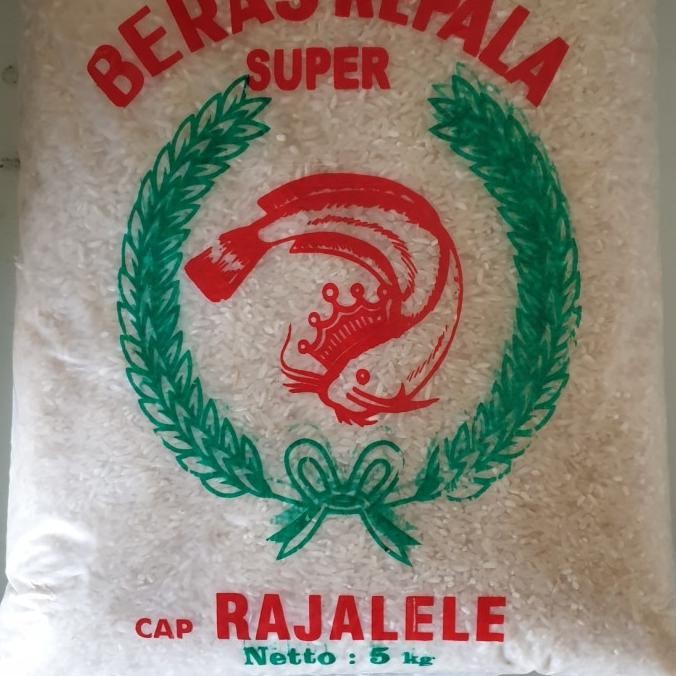 BERAS KEPALA
SUPER
CAP RAJALELE
Netto : 5 kg